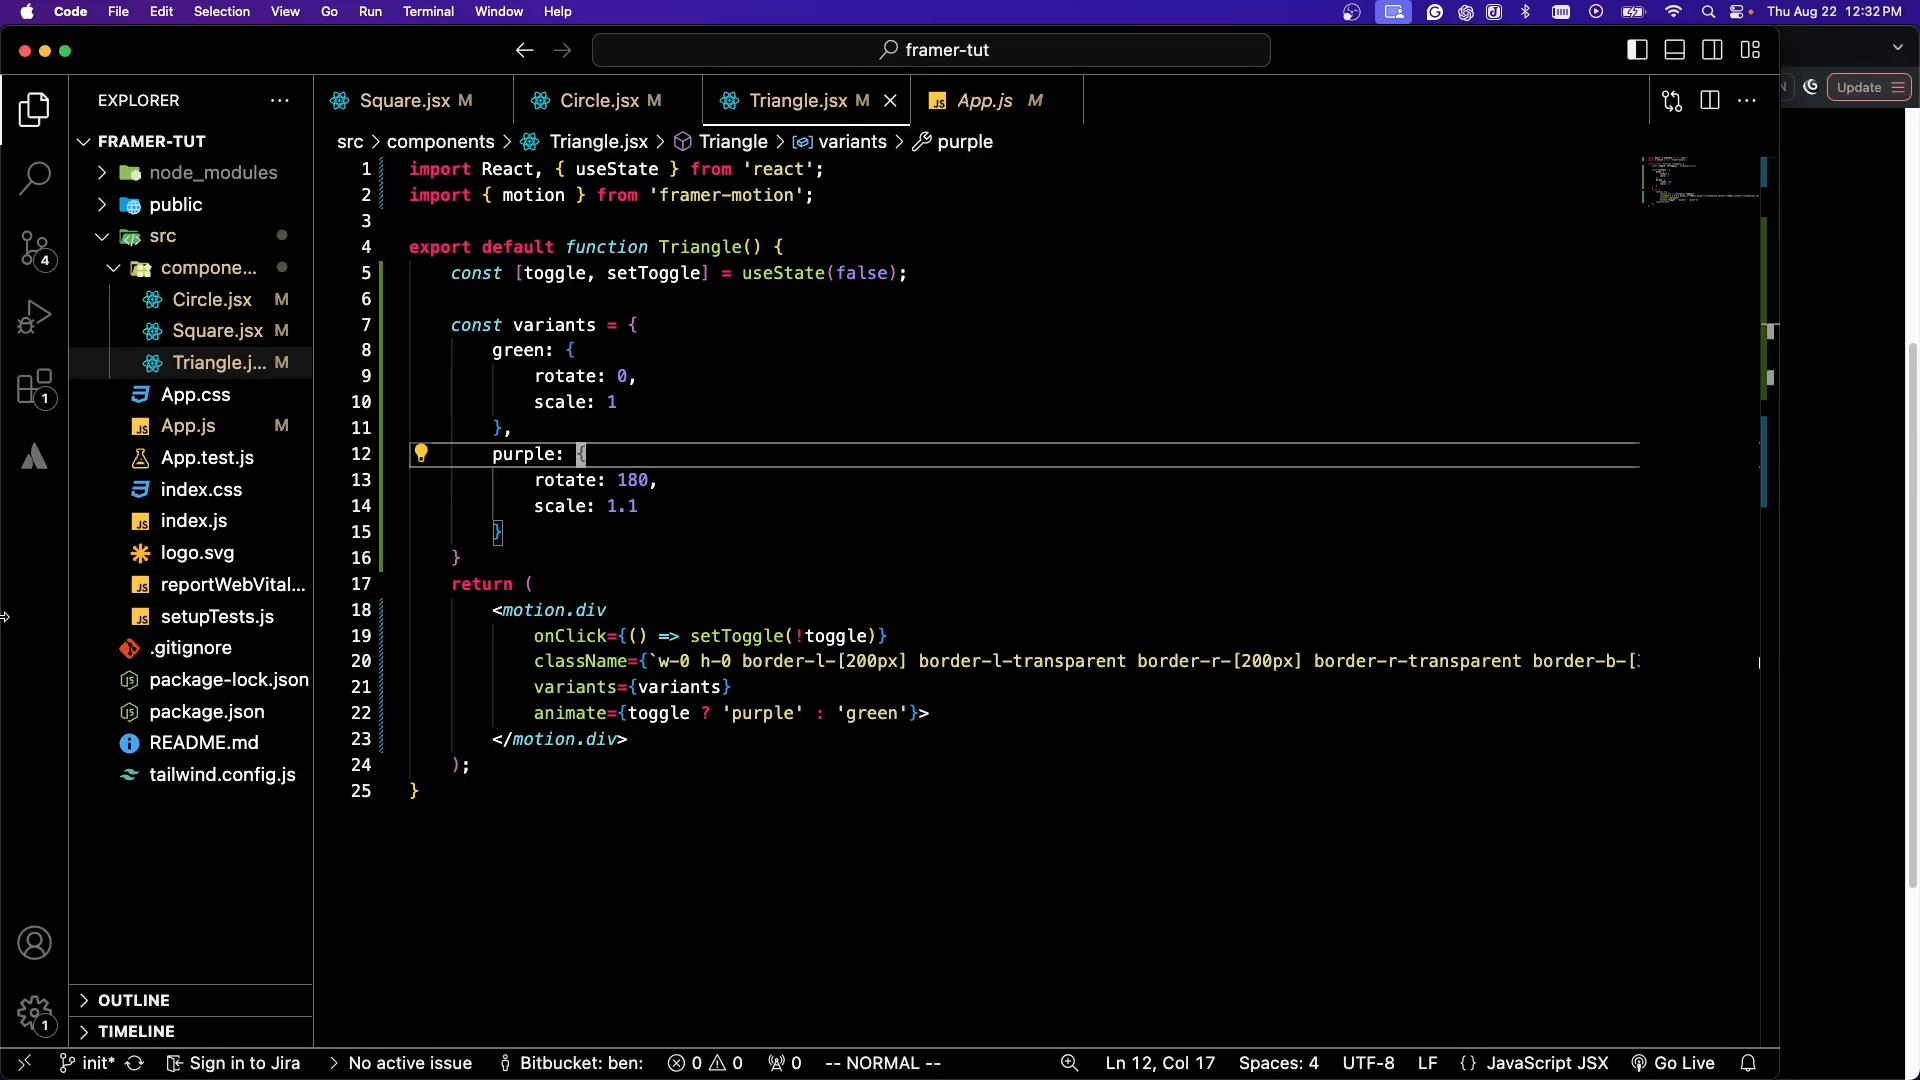 Code File Edit Selection View Go Run Terminal Window Help Thu Aug 22 12:32 PM
framer-tut
Update
EXPLORER
Square.jsx M Circle.jsx M Triangle.jsx M App.js M
FRAMER-TUT
src > components > Triangle.jsx > Triangle > variants > purple
node_modules
public
src
compone...
Circle.jsx M
Square.jsx M
Triangle.j... M
App.css
App.js M
App.test.js
index.css
index.js
logo.svg
reportWebVital...
setupTests.js
.gitignore
package-lock.json
package.json
README.md
tailwind.config.js
OUTLINE
TIMELINE
4
1
1
1 import React, { useState } from 'react';
2 import { motion } from 'framer-motion';
3
4 export default function Triangle() {
5 const [toggle, setToggle] = useState(false);
6
7 const variants = {
8 green: {
9 rotate: 0,
10 scale: 1
11 },
12 purple: {
13 rotate: 180,
14 scale: 1.1
15 }
16 }
17 return (
18 <motion.div
19 onClick={() => setToggle(!toggle)}
20 className={`w-0 h-0 border-l-[200px] border-l-transparent border-r-[200px] border-r-transparent border-b-[
21 variants={variants}
22 animate={toggle ? 'purple' : 'green'}>
23 </motion.div>
24 );
25 }
init* Sign in to Jira No active issue Bitbucket: ben: 0 0 0 -- NORMAL -- Ln 12, Col 17 Spaces: 4 UTF-8 LF {} JavaScript JSX Go Live